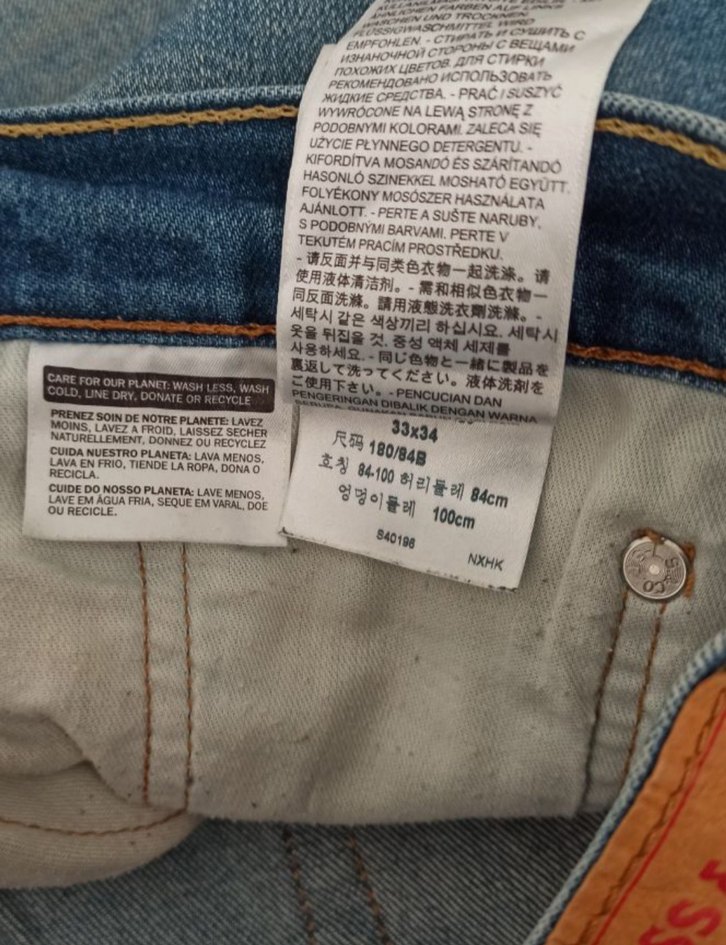 ÄHNLICHEN FARBEN AUF LINKS
WASCHEN UND TROCKNEN.
FLÜSSIGWASCHMITTEL WIRD
EMPFOHLEN. - СТИРАТЬ И СУШИТЬ С
ИЗНАНОЧНОЙ СТОРОНЫ С ВЕЩАМИ
ПОХОЖИХ ЦВЕТОВ. ДЛЯ СТИРКИ
РЕКОМЕНДОВАНО ИСПОЛЬЗОВАТЬ
ЖИДКИЕ СРЕДСТВА. - PRAĆ I SUSZYĆ
WYWRÓCONE NA LEWĄ STRONĘ Z
PODOBNYMI KOLORAMI. ZALECA SIĘ
UŻYCIE PŁYNNEGO DETERGENTU. -
KIFORDÍTVA MOSANDÓ ÉS SZÁRÍTANDÓ
HASONLÓ SZINEKKEL MOSHATÓ EGYÜTT.
FOLYÉKONY MOSÓSZER HASZNÁLATA
AJÁNLOTT. - PERTE A SUŠTE NARUBY,
S PODOBNÝMI BARVAMI. PERTE V
TEKUTÉM PRACÍM PROSTŘEDKU.
- 请反面并与同类色衣物一起洗涤。请
使用液体清洁剂。- 需和相似色衣物一
同反面洗滌。請用液態洗衣劑洗滌。-
세탁시 같은 색상끼리 하십시요. 세탁시
옷을 뒤집을 것. 중성 액체 세제를
사용하세요. - 同じ色物と一緒に製品を
裏返して洗ってください。液体洗剤を
ご使用下さい。- PENCUCIAN DAN
PENGERINGAN DIBALIK DENGAN WARNA
33x34
尺码 180/84B
호칭 84-100 허리둘레 84cm
엉덩이둘레 100cm
S40196
NXHK
CARE FOR OUR PLANET: WASH LESS, WASH
COLD, LINE DRY, DONATE OR RECYCLE
PRENEZ SOIN DE NOTRE PLANETE: LAVEZ
MOINS, LAVEZ A FROID, LAISSEZ SECHER
NATURELLEMENT, DONNEZ OU RECYCLEZ
CUIDA NUESTRO PLANETA: LAVA MENOS,
LAVA EN FRIO, TIENDE LA ROPA, DONA O
RECICLA.
CUIDE DO NOSSO PLANETA: LAVE MENOS,
LAVE EM ÁGUA FRIA, SEQUE EM VARAL, DOE
OU RECICLE.